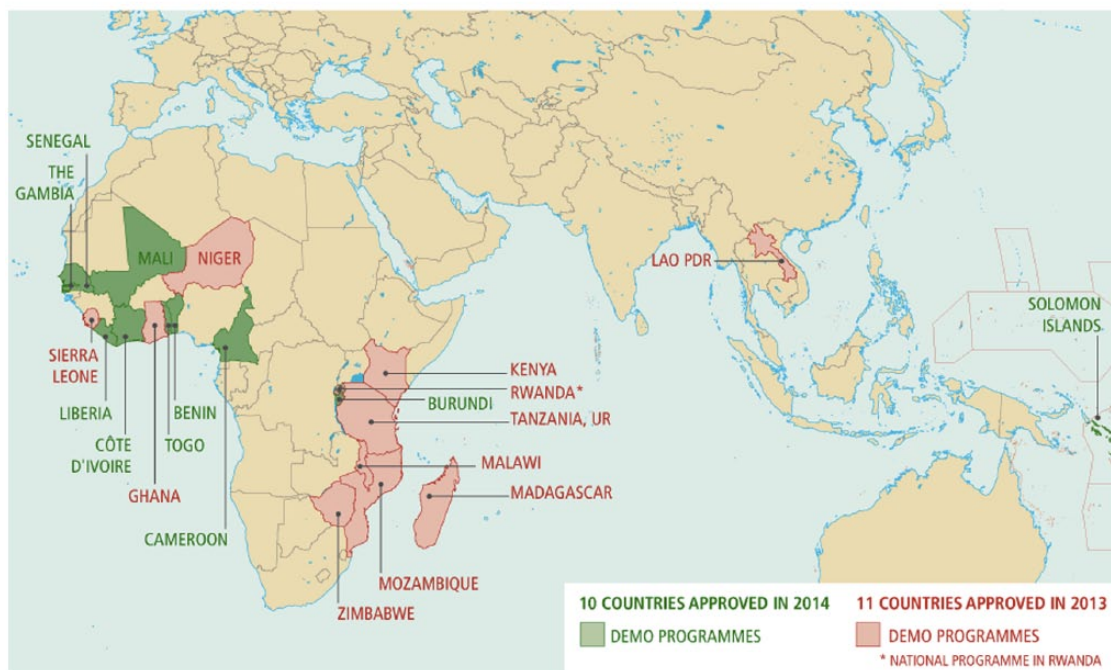 SENEGAL
THE
GAMBIA
MALI
NIGER
LAO PDR
SOLOMON
ISLANDS
SIERRA
LEONE
LIBERIA
CÔTE
D'IVOIRE
BENIN
TOGO
GHANA
CAMEROON
KENYA
RWANDA*
BURUNDI
TANZANIA, UR
MALAWI
MADAGASCAR
MOZAMBIQUE
ZIMBABWE
10 COUNTRIES APPROVED IN 2014
DEMO PROGRAMMES
11 COUNTRIES APPROVED IN 2013
DEMO PROGRAMMES
* NATIONAL PROGRAMME IN RWANDA